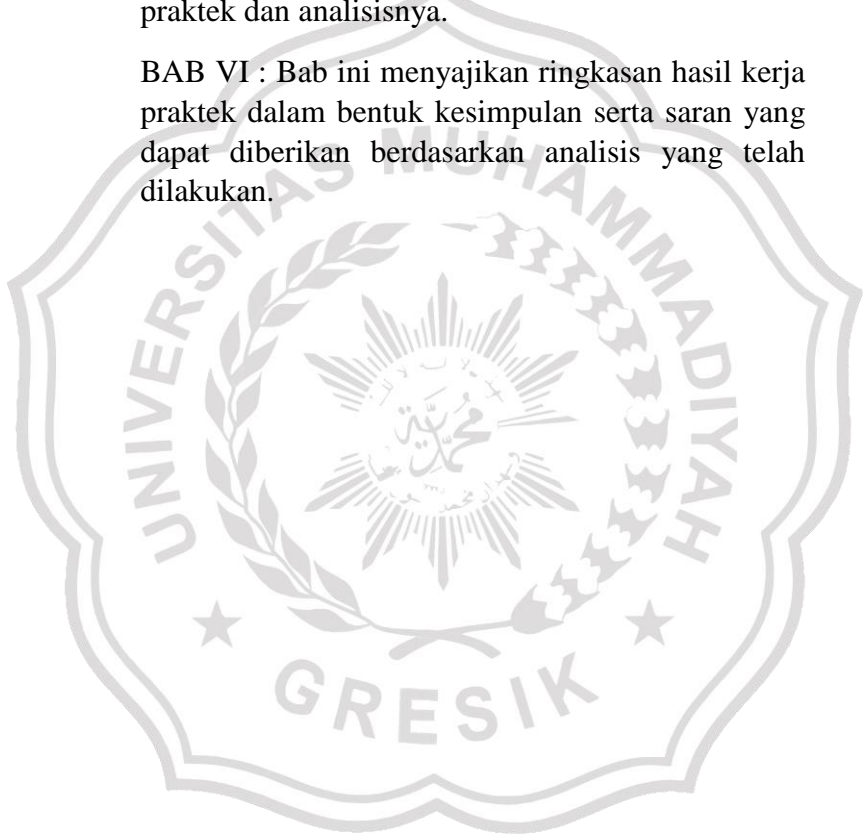 praktek dan analisisnya.
BAB VI : Bab ini menyajikan ringkasan hasil kerja
praktek dalam bentuk kesimpulan serta saran yang
dapat diberikan berdasarkan analisis yang telah
dilakukan.
UNIVERSITAS MUHAMMADIYAH
محمدية
GRESIK